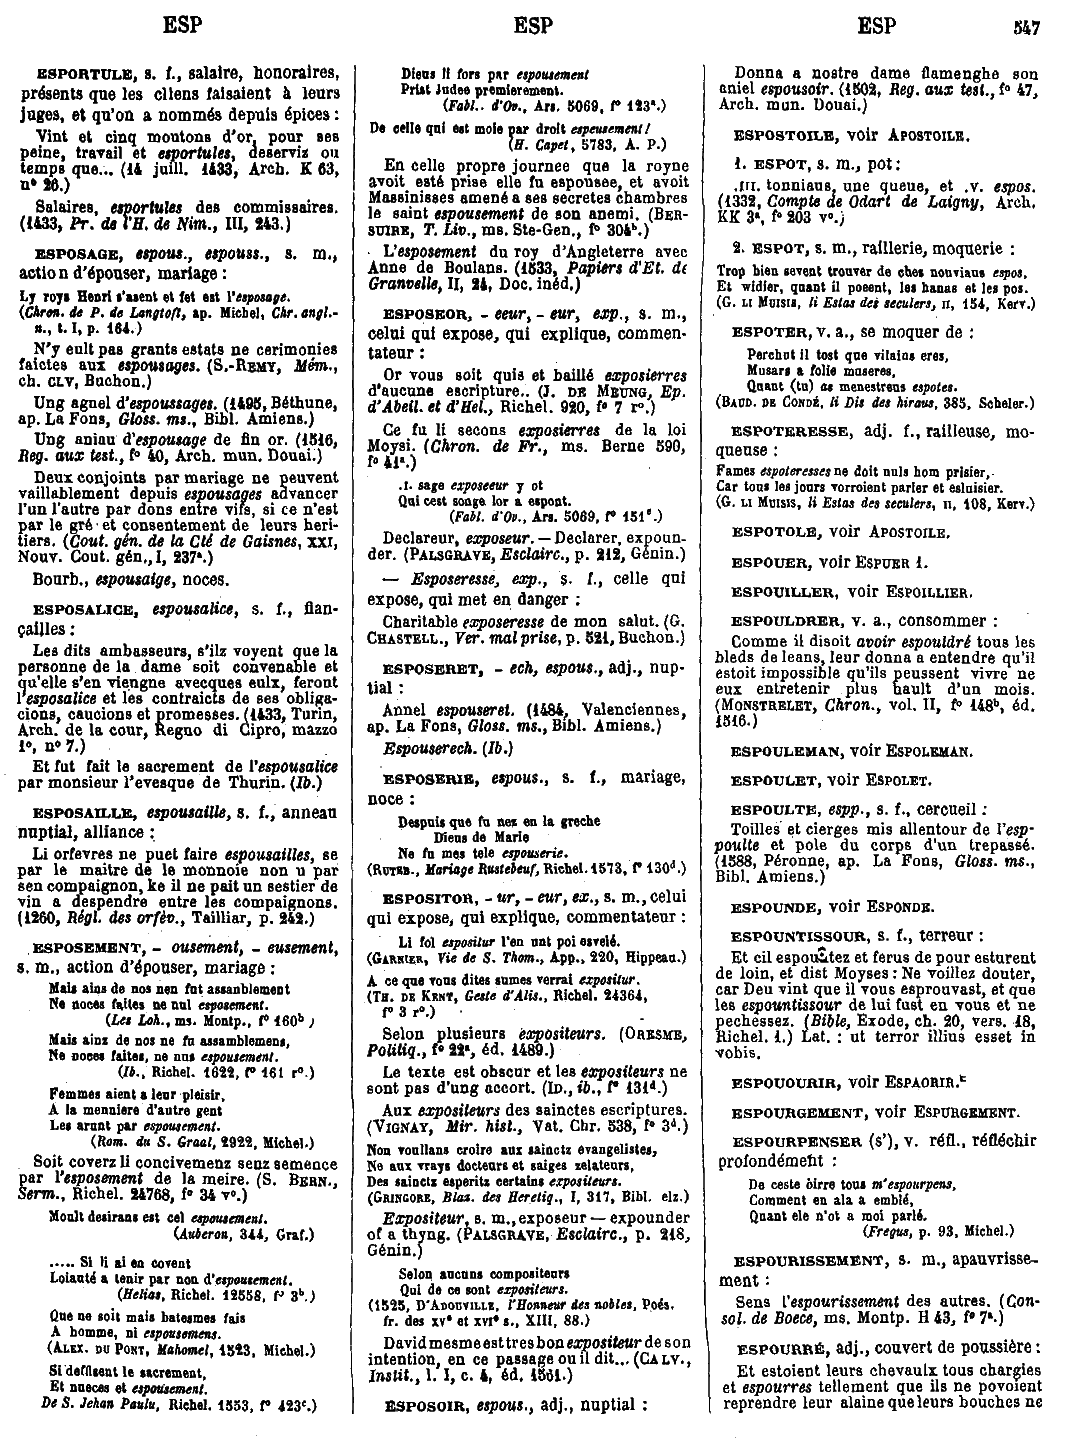 ESP
ESP
ESP
547
ESPORTULE, s. f., salaire, honoraires,
présents que les cliens faisaient à leurs
juges, et qu'on a nommés depuis épices :
Vint et cinq moutons d'or, pour ses
peine, travail et esportules, desserviz ou
temps que... (14 juill. 1433, Arch. K 63,
n° 26.)
Salaires, esportules des commissaires.
(1433, Pr. de l'H. de Nim., III, 243.)
ESPOSAGE, espous., espouss., s. m.,
action d'épouser, mariage :
Ly roys Henri s'asent et fet est l'esposage.
(Chron. de P. de Langtoft, ap. Michel, Chr. angl.-
n., t. I, p. 164.)
N'y eult pas grants estats ne cerimonies
faictes aux espousages. (S.-REMY, Mém.,
ch. CLV, Buchon.)
Ung agnel d'espoussages. (1495, Béthune,
ap. La Fons, Gloss. ms., Bibl. Amiens.)
Ung aniau d'espousage de fin or. (1516,
Reg. aux test., f° 40, Arch. mun. Douai.)
Deux conjoints par mariage ne peuvent
vaillablement depuis espousages advancer
l'un l'autre par dons entre vifs, si ce n'est
par le gré et consentement de leurs heri-
tiers. (Cout. gén. de la Cté de Guisnes, XXI,
Nouv. Cout. gén., I, 237ª.)
Bourb., espousaige, noces.
ESPOSALICE, espousalice, s. f., fian-
çailles :
Les dits ambasseurs, s'ilz voyent que la
personne de la dame soit convenable et
qu'elle s'en viengne avecques eulx, feront
l'esposalice et les contraicts de ses obliga-
cions, caucions et promesses. (1433, Turin,
Arch. de la cour, Regno di Cipro, mazzo
1°, n° 7.)
Et fut fait le sacrement de l'espousalice
par monsieur l'evesque de Thurin. (Ib.)
ESPOSAILLE, espousaille, s. f., anneau
nuptial, alliance :
Li orfevres ne puet faire espousailles, se
par le maitre de le monnoie non u par
sen compaignon, ke il ne pait un sestier de
vin a despendre entre les compaignons.
(1260, Régl. des orfèv., Tailliar, p. 242.)
ESPOSEMENT, - ousement, - eusement,
s. m., action d'épouser, mariage :
Mais ains de nos nen fut assanblement
Ne noces faites ne nul esposement.
(Les Loh., ms. Montp., f° 160ᵇ)
Mais ainz de nos ne fu assamblemens,
Ne noces faites, ne nus espousement.
(Ib., Richel. 1622, f° 161 r°.)
Femmes aient a leur pleisir,
A la menniere d'autre gent
Les arunt par espousement.
(Rom. du S. Graal, 2922, Michel.)
Soit coverz li concivemenz senz semence
par l'esposement de la meire. (S. BERN.,
Serm., Richel. 24768, f° 34 v°.)
Moult desirans est cel espousement.
(Auberon, 344, Graf.)
..... Si li ai en covent
Loianté a tenir par non d'espousement.
(Helias, Richel. 12558, f° 3ᵇ.)
Que ne soit mais batesmes fais
A homme, ni espousemens.
(ALEX. DU PONT, Mahomet, 1523, Michel.)
Si deffisent le sacrement,
Et nueces et espousement.
De S. Jehan Paulu, Richel. 1553, f° 423ᶜ.)
Dieus li fors par espousement
Prist Judee premierement.
(Fabl. d'Ov., Ars. 5069, f° 123ª.)
De celle qui est moie par droit espeusement !
(H. Capet, 5783, A. P.)
En celle propre journee que la royne
avoit esté prise elle fu espousee, et avoit
Massinisses amené a ses secretes chambres
le saint espousement de son anemi. (BER-
SUIRE, T. Liv., ms. Ste-Gen., f° 304ᵇ.)
L'esposement du roy d'Angleterre avec
Anne de Boulans. (1533, Papiers d'Et. de
Granvelle, II, 24, Doc. inéd.)
ESPOSEOR, - eeur, - eur, exp., s. m.,
celui qui expose, qui explique, commen-
tateur :
Or vous soit quis et baillé exposierres
d'aucune escripture.. (J. DE MEUNG, Ep.
d'Abeil. et d'Hel., Richel. 920, f° 7 r°.)
Ce fu li secons exposierres de la loi
Moysi. (Chron. de Fr., ms. Berne 590,
f° 41ª.)
.I. sage exposeur y ot
Qui cest songe lor a espont.
(Fabl. d'Ov., Ars. 5069, f° 151ᵉ.)
Declareur, exposeur. — Declarer, expoun-
der. (PALSGRAVE, Esclairc., p. 212, Génin.)
— Esposeresse, exp., s. f., celle qui
expose, qui met en danger :
Charitable exposeresse de mon salut. (G.
CHASTELL., Ver. mal prise, p. 521, Buchon.)
ESPOSERET, - ech, espous., adj., nup-
tial :
Annel espouseret. (1484, Valenciennes,
ap. La Fons, Gloss. ms., Bibl. Amiens.)
Espouserech. (Ib.)
ESPOSERIE, espous., s. f., mariage,
noce :
Despuis que fu nez en la greche
Dieus de Marie
Ne fu mes tele espouserie.
(RUTEB., Mariage Rustebeuf, Richel. 1573, f° 130ᵈ.)
ESPOSITOR, - ur, - eur, ex., s. m., celui
qui expose, qui explique, commentateur :
Li fol espositur l'en unt poi esvelé.
(GARNIER, Vie de S. Thom., App., 220, Hippeau.)
A ce que vous dites sumes verrai expositur.
(TH. DE KENT, Geste d'Alis., Richel. 24364,
f° 3 r°.)
Selon plusieurs expositeurs. (ORESME,
Politiq., f° 22ª, éd. 1489.)
Le texte est obscur et les expositeurs ne
sont pas d'ung accort. (ID., ib., f° 131ᵈ.)
Aux expositeurs des sainctes escriptures.
(VIGNAY, Mir. hist., Vat. Chr. 538, f° 3ᵈ.)
Non voullans croire aux sainctz evangelistes,
Ne aux vrays docteurs et saiges zelateurs,
Des sainctz esperitz certains expositeurs.
(GRINGORE, Blas. des Heretiq., I, 317, Bibl. elz.)
Expositeur, s. m., exposeur — expounder
of a thyng. (PALSGRAVE, Esclairc., p. 218,
Génin.)
Selon aucuns compositeurs
Qui de ce sont expositeurs.
(1525, D'ADOUVILLE, l'Honneur des nobles, Poés.
fr. des XVᵉ et XVIᵉ s., XIII, 88.)
David mesme est tres bon expositeur de son
intention, en ce passage ou il dit... (CALV.,
Instit., l. I, c. 4, éd. 1561.)
ESPOSOIR, espous., adj., nuptial :
Donna a nostre dame flamenghe son
aniel espousoir. (1502, Reg. aux test., f° 47,
Arch. mun. Douai.)
ESPOSTOILE, voir APOSTOILE.
1. ESPOT, s. m., pot :
.III. tonniaus, une queue, et .V. espos.
(1332, Compte de Odart de Laigny, Arch.
KK 3ª, f° 203 v°.)
2. ESPOT, s. m., raillerie, moquerie :
Trop bien sevent trouver de ches nouviaus espos,
Et widier, quant il poeent, les hanas et les pos.
(G. LI MUISIS, li Estas des seculers, II, 154, Kerv.)
ESPOTER, v. a., se moquer de :
Perchut il tost que vilains eres,
Musars a folie maseres,
Quant (tu) as menestreus espotes.
(BAUD. DE CONDÉ, li Dis des hiraus, 385, Scheler.)
ESPOTERESSE, adj. f., railleuse, mo-
queuse :
Fames espoteresses ne doit nuls hom prisier,
Car tous les jours vorroient parler et eslaisier.
(G. LI MUISIS, li Estas des seculers, II, 108, Kerv.)
ESPOTOLE, voir APOSTOILE.
ESPOUER, voir ESPUER 1.
ESPOUILLER, voir ESPOILLIER.
ESPOULDRER, v. a., consommer :
Comme il disoit avoir espouldré tous les
bleds de leans, leur donna a entendre qu'il
estoit impossible qu'ils peussent vivre ne
eux entretenir plus hault d'un mois.
(MONSTRELET, Chron., vol. II, f° 148ᵇ, éd.
1516.)
ESPOULEMAN, voir ESPOLEMAN.
ESPOULET, voir ESPOLET.
ESPOULTE, espp., s. f., cercueil :
Toilles et cierges mis allentour de l'esp-
poulte et pole du corps d'un trepassé.
(1588, Péronne, ap. La Fons, Gloss. ms.,
Bibl. Amiens.)
ESPOUNDE, voir ESPONDE.
ESPOUNTISSOUR, s. f., terreur :
Et cil espoûtez et ferus de pour esturent
de loin, et dist Moyses : Ne voillez douter,
car Deu vint que il vous esprouvast, et que
les espountissour de lui fust en vous et ne
pechessez. (Bible, Exode, ch. 20, vers. 18,
Richel. 1.) Lat. : ut terror illius esset in
vobis.
ESPOUOURIR, voir ESPAORIR.
ESPOURGEMENT, voir ESPURGEMENT.
ESPOURPENSER (S'), v. réfl., réfléchir
profondément :
De ceste oirre tous m'espourpens,
Comment en ala a emblé,
Quant ele n'ot a moi parlé.
(Fregus, p. 93, Michel.)
ESPOURISSEMENT, s. m., apauvrisse-
ment :
Sens l'espourissement des autres. (Con-
sol. de Boece, ms. Montp. H 43, f° 7ª.)
ESPOURRÉ, adj., couvert de poussière :
Et estoient leurs chevaulx tous chargies
et espourres tellement que ils ne povoient
reprendre leur alaine que leurs bouches ne